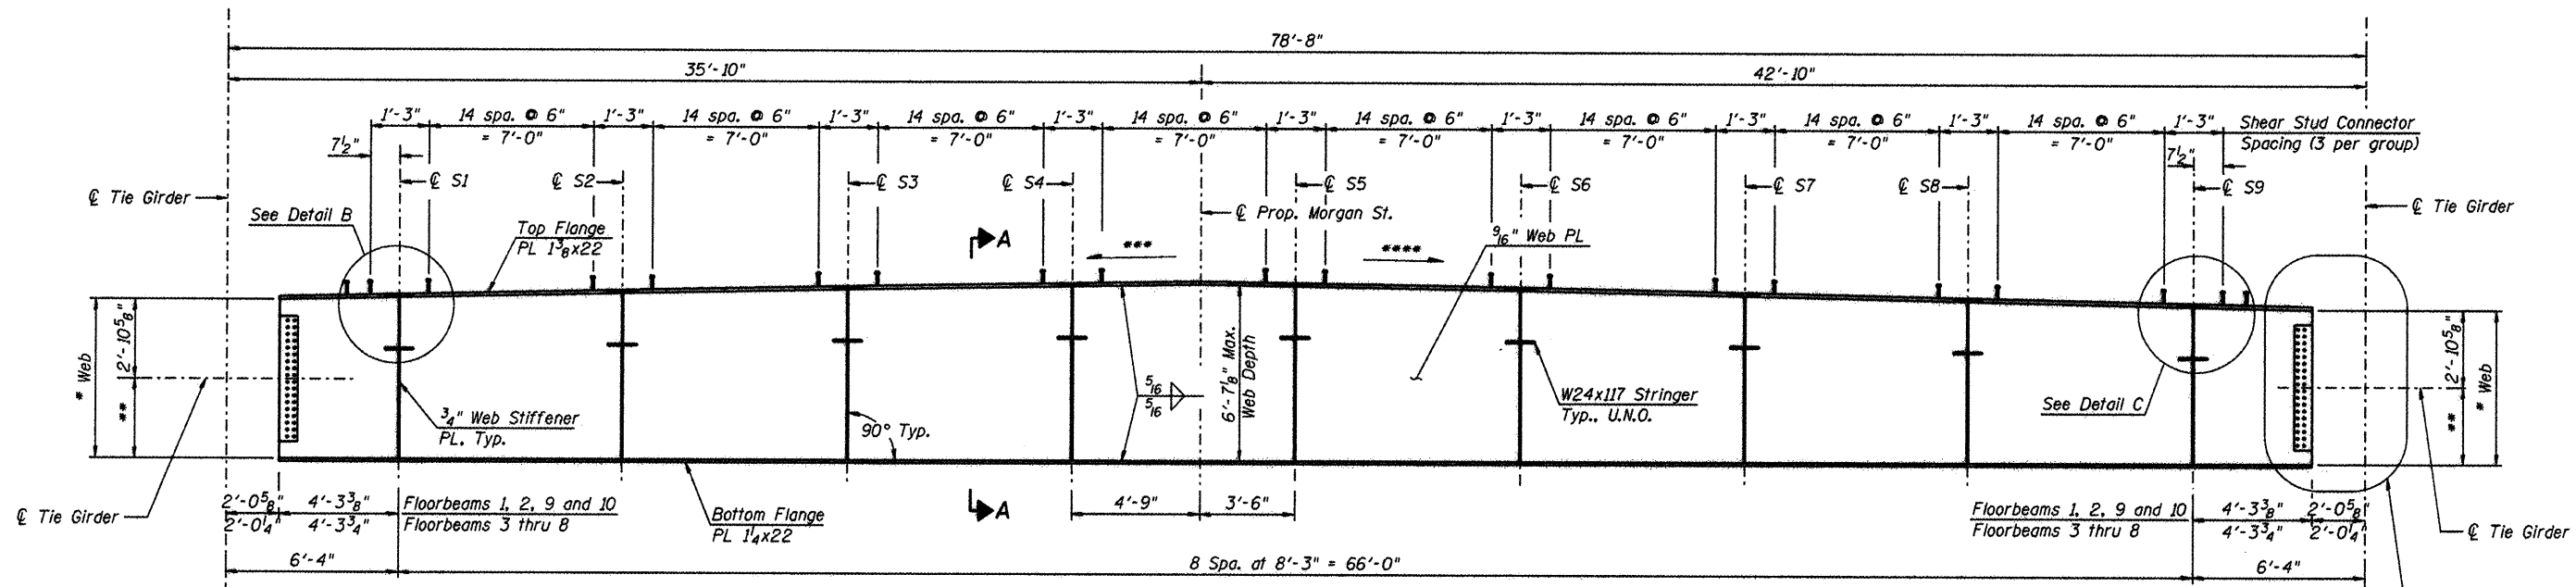 78'-8"
35'-10" 42'-10"
1'-3" 14 spa. @ 6" 1'-3" 14 spa. @ 6" 1'-3" 14 spa. @ 6" 1'-3" 14 spa. @ 6" 1'-3" 14 spa. @ 6" 1'-3" 14 spa. @ 6" 1'-3" 14 spa. @ 6" 1'-3" 14 spa. @ 6" 1'-3" Shear Stud Connector
= 7'-0" = 7'-0" = 7'-0" = 7'-0" = 7'-0" = 7'-0" = 7'-0" = 7'-0" Spacing (3 per group)
7½" 7½"
℄ S1 ℄ S2 ℄ S3 ℄ S4 ℄ S5 ℄ S6 ℄ S7 ℄ S8 ℄ S9
℄ Tie Girder ℄ Tie Girder
See Detail B ℄ Prop. Morgan St.
Top Flange
PL 1⅜x22
A *** **** 9/16" Web PL
* Web
2'-10⅝"
**
6'-7⅛" Max.
Web Depth
2'-10⅝"
* Web
**
5/16
5/16
W24x117 Stringer
Typ., U.N.O.
See Detail C
¾" Web Stiffener
PL, Typ.
90° Typ.
℄ Tie Girder
2'-0⅝" 4'-3⅜" Floorbeams 1, 2, 9 and 10
2'-0¼" 4'-3¾" Floorbeams 3 thru 8
Bottom Flange
PL 1¼x22
A
4'-9" 3'-6"
Floorbeams 1, 2, 9 and 10 4'-3⅜" 2'-0⅝"
Floorbeams 3 thru 8 4'-3¾" 2'-0¼"
℄ Tie Girder
6'-4" 8 Spa. at 8'-3" = 66'-0" 6'-4"